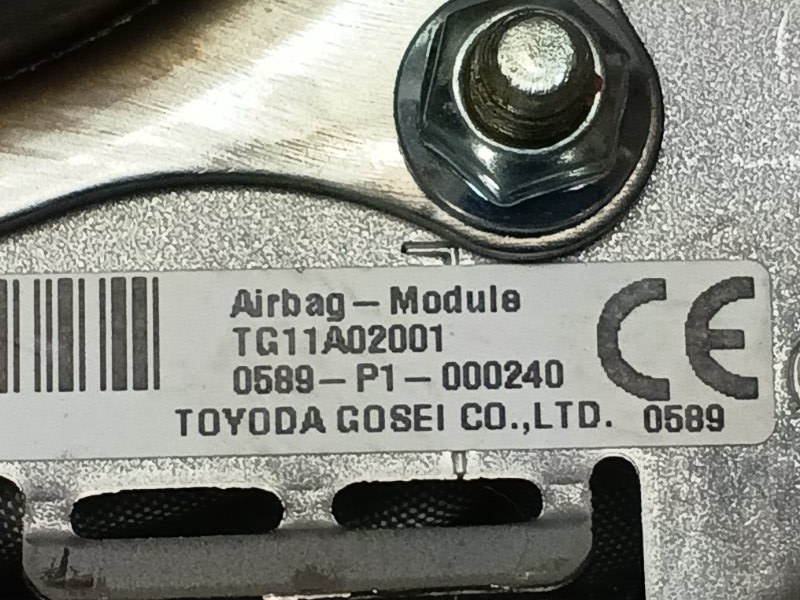 Airbag-Module
TG11A02001
0589-P1-000240
TOYODA GOSEI CO.,LTD.
CE
0589